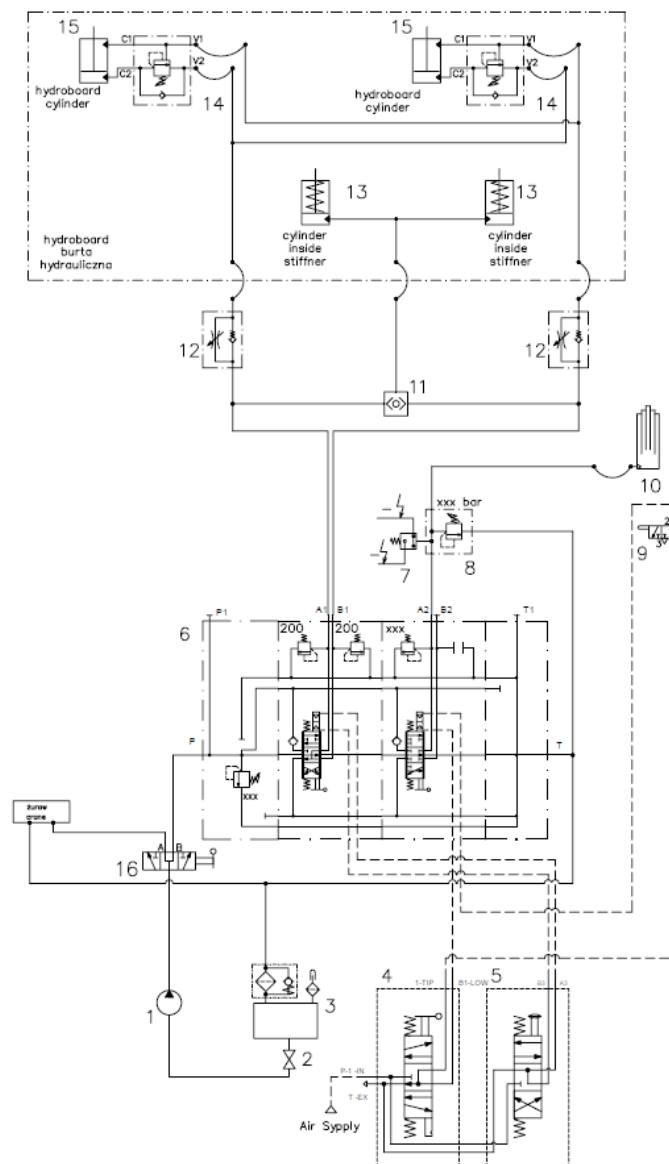 15
C1
V1
C2
V2
hydroboard
cylinder
14
15
C1
V1
C2
V2
hydroboard
cylinder
14
13
13
cylinder
inside
stiffner
cylinder
inside
stiffner
hydroboard
burta
hydrauliczna
12
12
11
10
xxx bar
7
8
9
2
3
6
P1
A1
B1
A2
B2
T1
200
200
xxx
P
T
xxx
żuraw
crane
A
B
16
1
2
3
4
1-TIP
B1-LOW
5
B3
A3
P-1 -IN
T -EX
Air Sypply